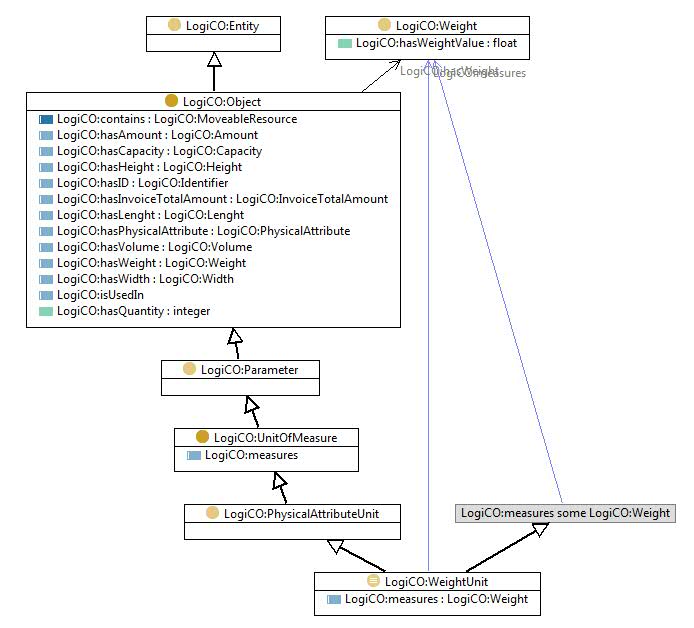 LogiCO:Entity
LogiCO:Weight
LogiCO:hasWeightValue : float
LogiCO:measures
LogiCO:Object
LogiCO:contains : LogiCO:MoveableResource
LogiCO:hasAmount : LogiCO:Amount
LogiCO:hasCapacity : LogiCO:Capacity
LogiCO:hasHeight : LogiCO:Height
LogiCO:hasID : LogiCO:Identifier
LogiCO:hasInvoiceTotalAmount : LogiCO:InvoiceTotalAmount
LogiCO:hasLenght : LogiCO:Lenght
LogiCO:hasPhysicalAttribute : LogiCO:PhysicalAttribute
LogiCO:hasVolume : LogiCO:Volume
LogiCO:hasWeight : LogiCO:Weight
LogiCO:hasWidth : LogiCO:Width
LogiCO:isUsedIn
LogiCO:hasQuantity : integer
LogiCO:Parameter
LogiCO:UnitOfMeasure
LogiCO:measures
LogiCO:PhysicalAttributeUnit
LogiCO:measures some LogiCO:Weight
LogiCO:WeightUnit
LogiCO:measures : LogiCO:Weight